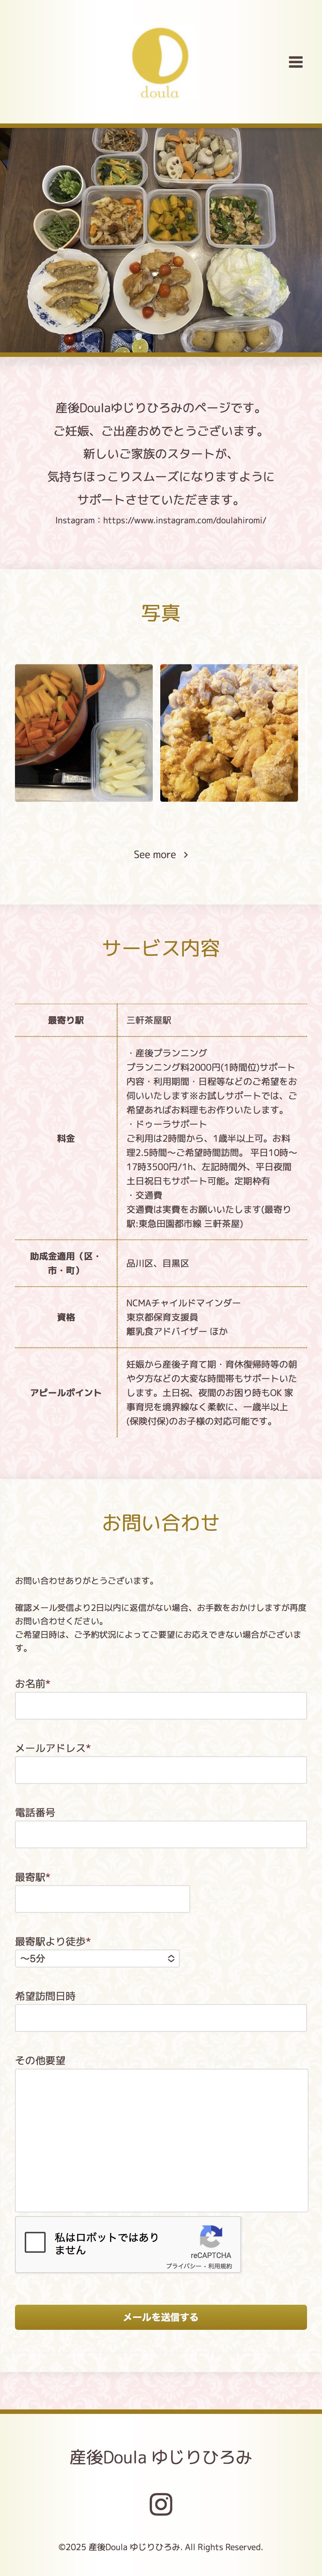 doula
産後Doulaゆじりひろみのページです。
ご妊娠、ご出産おめでとうございます。
新しいご家族のスタートが、
気持ちほっこりスムーズになりますように
サポートさせていただきます。
Instagram：https://www.instagram.com/doulahiromi/
写真
See more
サービス内容
最寄り駅
三軒茶屋駅
料金
・産後プランニング
プランニング料2000円(1時間位)サポート
内容・利用期間・日程等などのご希望をお
伺いいたします※お試しサポートでは、ご
希望あればお料理もお作りいたします。
・ドゥーラサポート
ご利用は2時間から、1歳半以上可。お料
理2.5時間〜ご希望時間訪問。 平日10時〜
17時3500円/1h、左記時間外、平日夜間
土日祝日もサポート可能。定期枠有
・交通費
交通費は実費をお願いいたします(最寄り
駅:東急田園都市線 三軒茶屋)
助成金適用（区・
市・町）
品川区、目黒区
資格
NCMAチャイルドマインダー
東京都保育支援員
離乳食アドバイザー ほか
アピールポイント
妊娠から産後子育て期・育休復帰時等の朝
や夕方などの大変な時間帯もサポートいた
します。土日祝、夜間のお困り時もOK 家
事育児を境界線なく柔軟に、一歳半以上
(保険付保)のお子様の対応可能です。
お問い合わせ
お問い合わせありがとうございます。
確認メール受信より2日以内に返信がない場合、お手数をおかけしますが再度
お問い合わせください。
ご希望日時は、ご予約状況によってご要望にお応えできない場合がございま
す。
お名前*
メールアドレス*
電話番号
最寄駅*
最寄駅より徒歩*
〜5分
希望訪問日時
その他要望
私はロボットではあり
ません
reCAPTCHA
プライバシー - 利用規約
メールを送信する
産後Doula ゆじりひろみ
©2025 産後Doula ゆじりひろみ. All Rights Reserved.